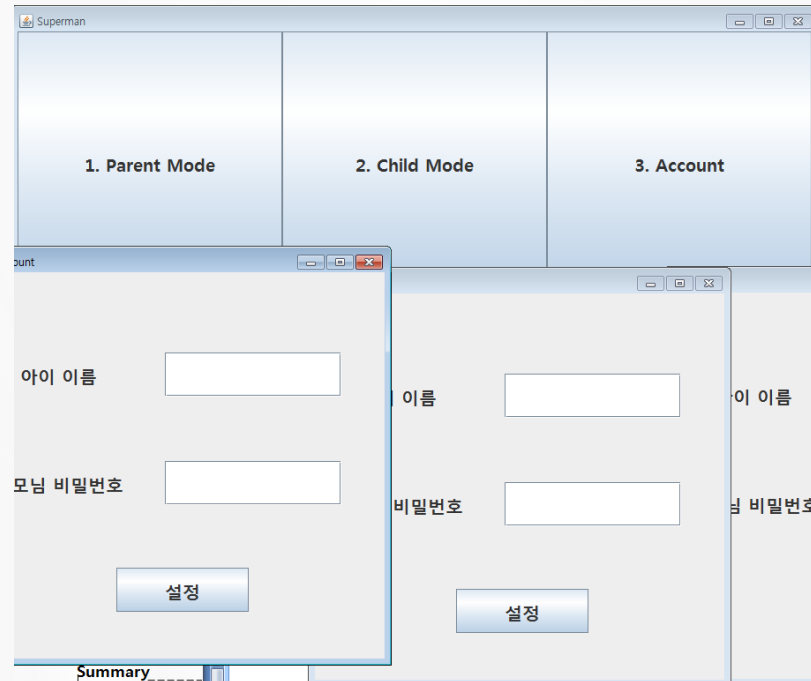 Superman
1. Parent Mode
2. Child Mode
3. Account
ount
아이 이름
모님 비밀번호
설정
이름
비밀번호
설정
이 이름
님 비밀번호
Summary